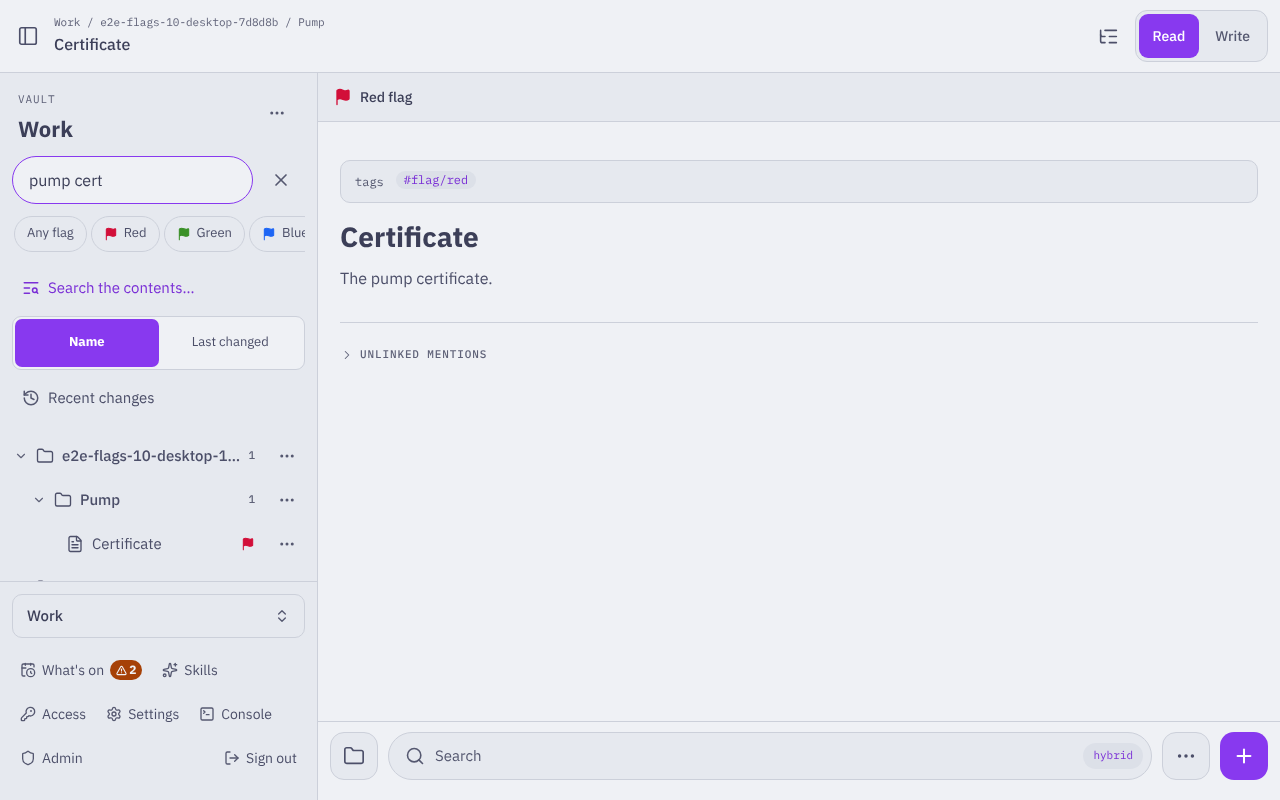 Work / e2e-flags-10-desktop-7d8d8b / Pump
Certificate
Read
Write
VAULT
Work
pump cert
Any flag
Red
Green
Blue
Search the contents...
Name
Last changed
Recent changes
e2e-flags-10-desktop-1... 1
Pump 1
Certificate
Work
What's on 2
Skills
Access
Settings
Console
Admin
Sign out
Red flag
tags #flag/red
Certificate
The pump certificate.
UNLINKED MENTIONS
Search
hybrid